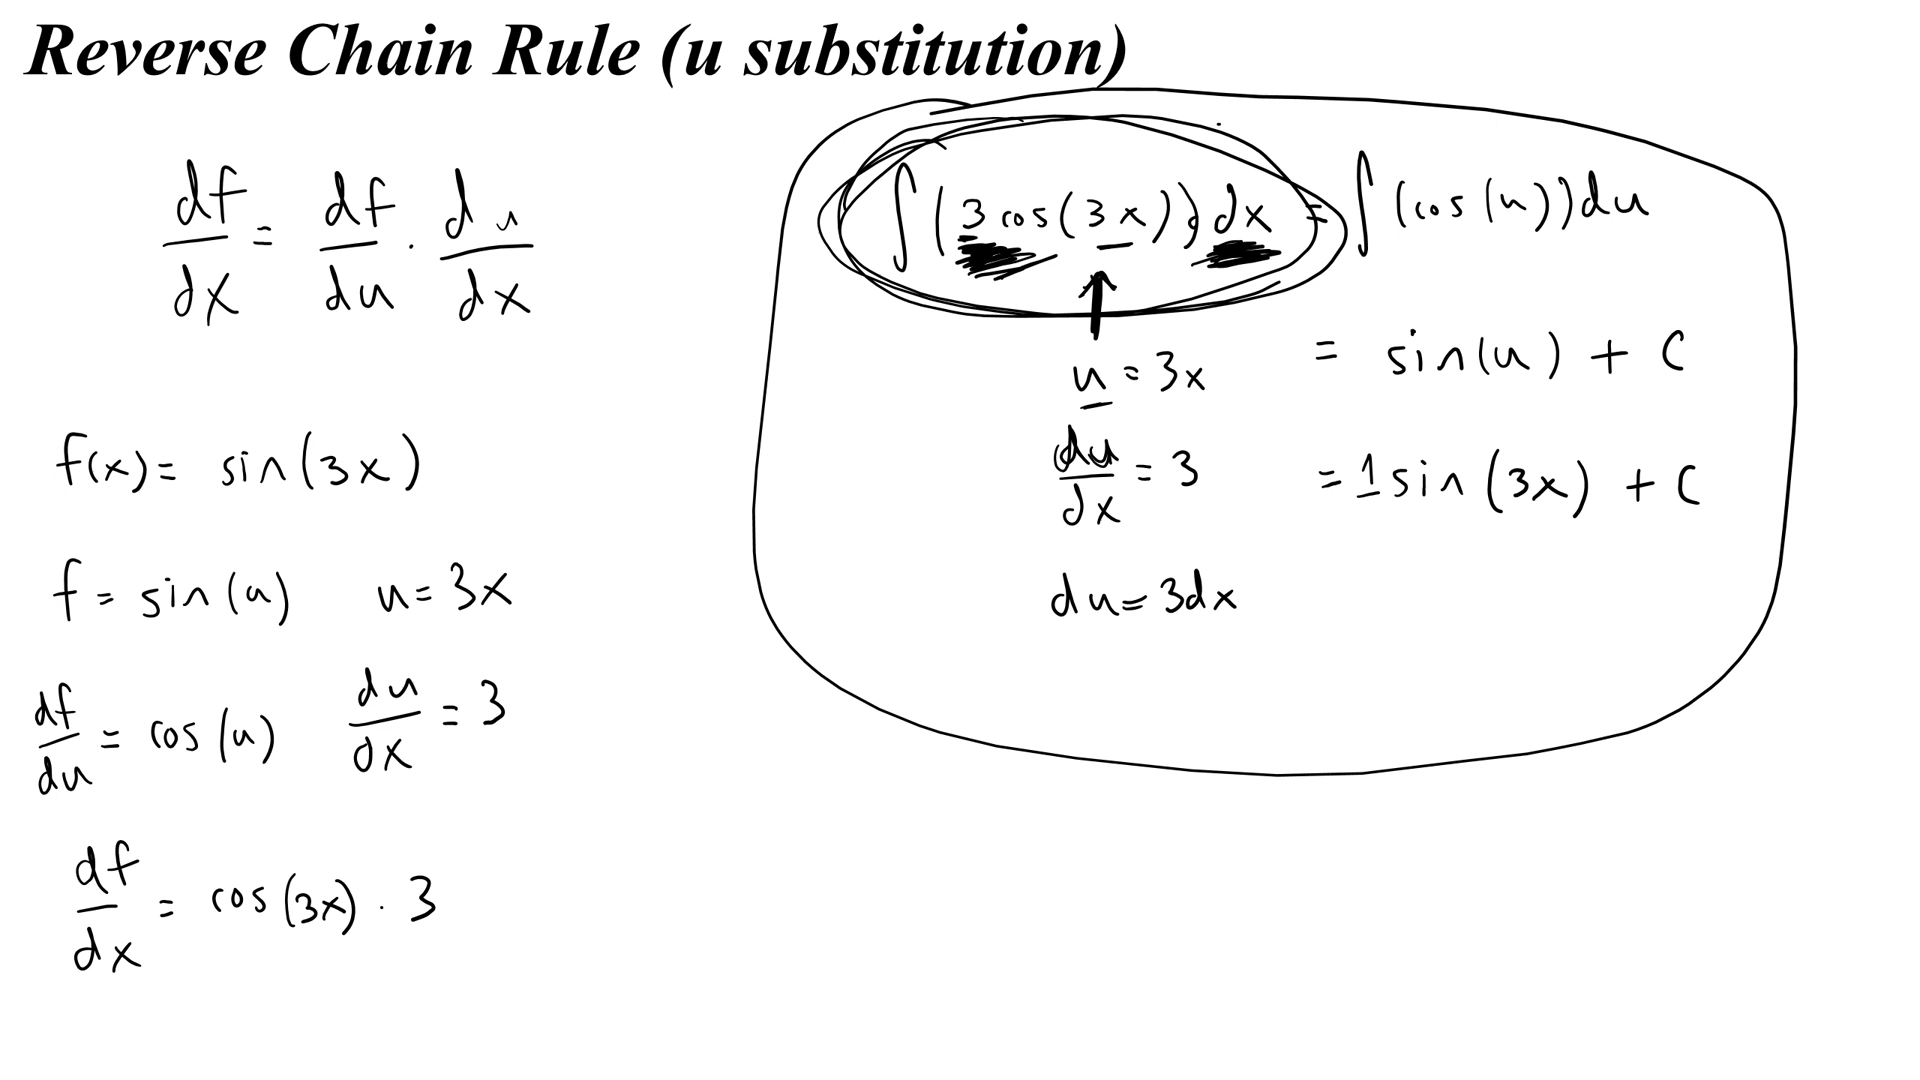 Reverse Chain Rule (u substitution)
df/dx = df/du · du/dx
f(x) = sin(3x)
f = sin(u)   u = 3x
df/du = cos(u)   du/dx = 3
df/dx = cos(3x) · 3
∫(3cos(3x))dx = ∫(cos(u))du
u = 3x
= sin(u) + C
du/dx = 3
= 1sin(3x) + C
du = 3dx